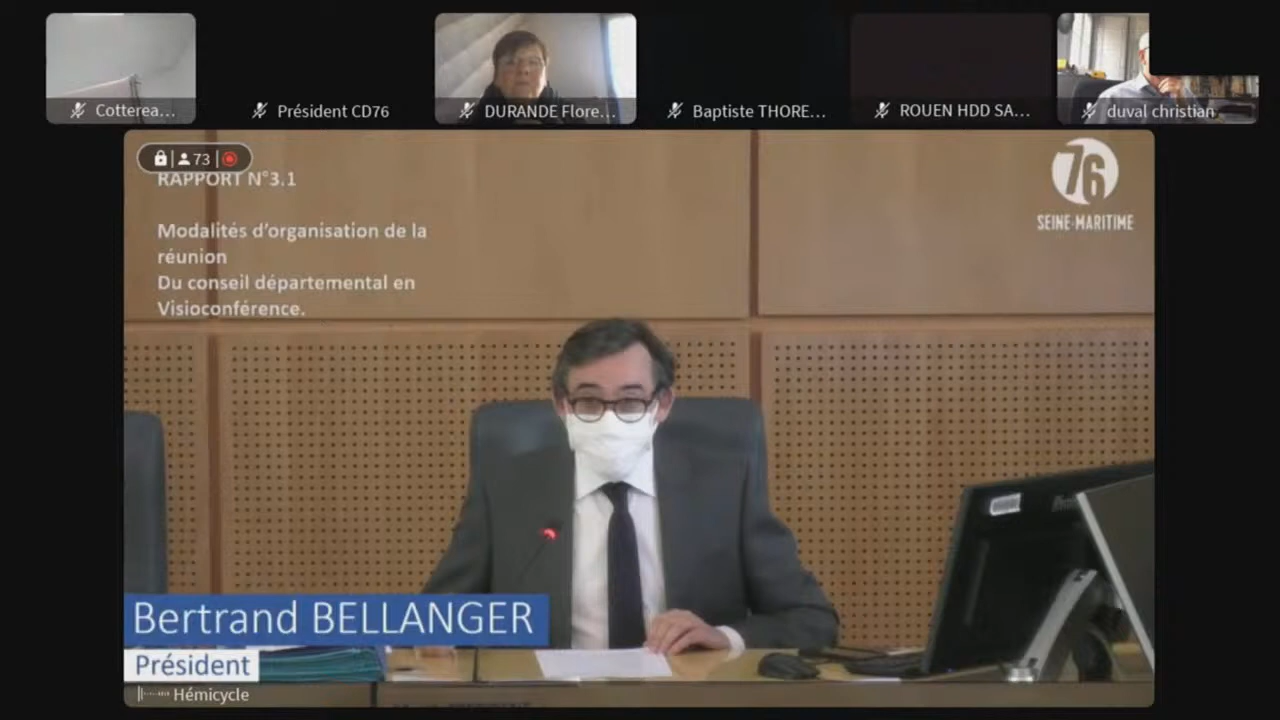 Cotterea...
Président CD76
DURANDE Flore...
Baptiste THORE...
ROUEN HDD SA...
duval christian
73
RAPPORT N°3.1
76
SEINE-MARITIME
Modalités d'organisation de la
réunion
Du conseil départemental en
Visioconférence.
Bertrand BELLANGER
Président
Hémicycle